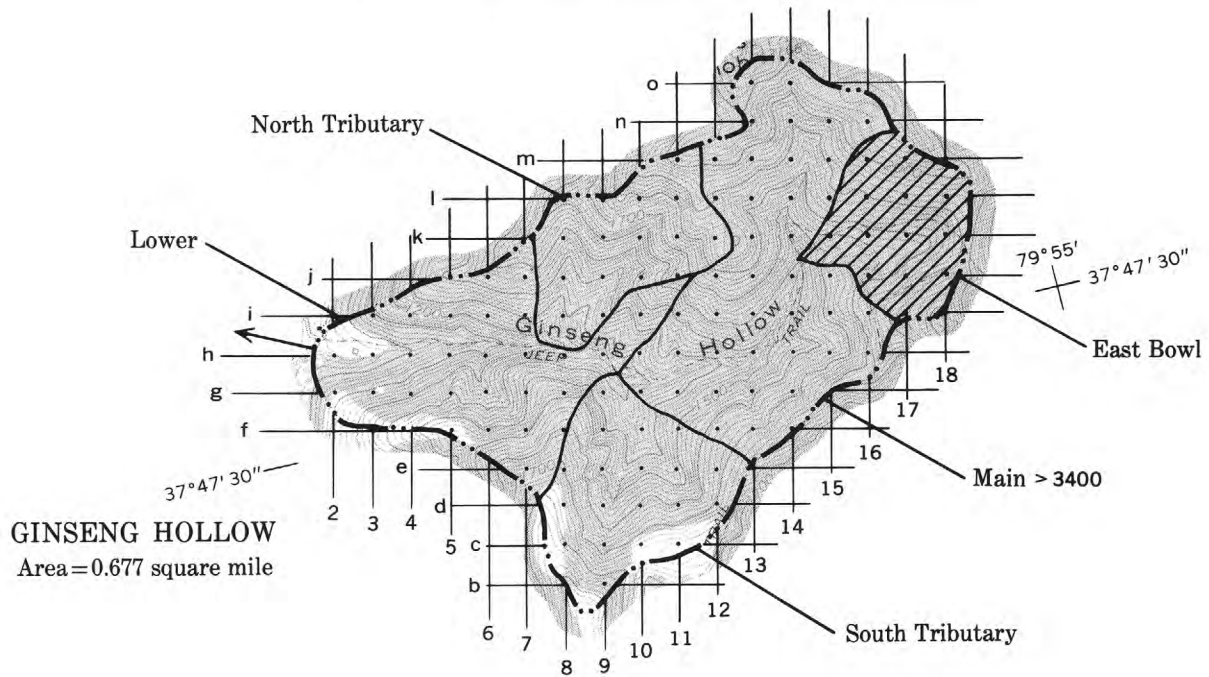 o
North Tributary
n
m
l
Lower
k
j
79°55'
37°47'30"
i
Ginseng
Hollow
TRAIL
h
JEEP
East Bowl
g
18
17
f
16
37°47'30"
e
15
Main > 3400
2
3
4
d
14
GINSENG HOLLOW
5
c
13
Area=0.677 square mile
b
12
6
7
11
South Tributary
10
8
9